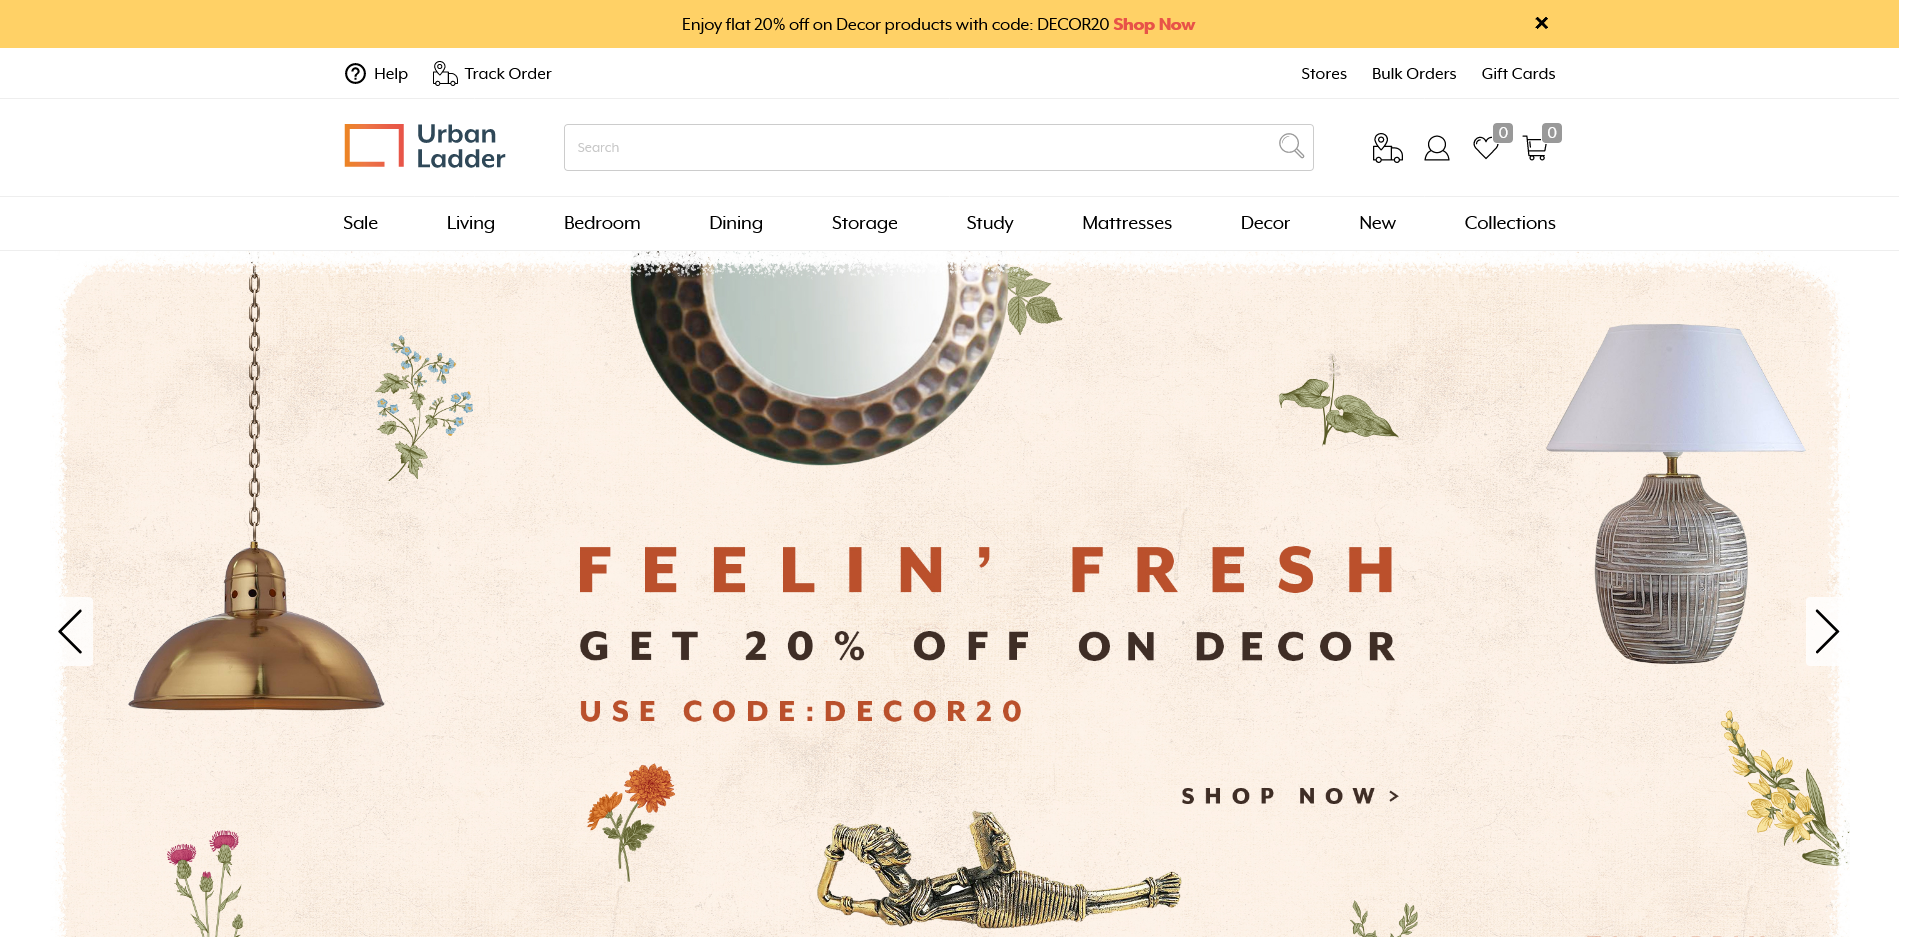 Enjoy flat 20% off on Decor products with code: DECOR20 Shop Now
Help Track Order Stores Bulk Orders Gift Cards
Urban
Ladder
Search
0 0
Sale Living Bedroom Dining Storage Study Mattresses Decor New Collections
FEELIN' FRESH
GET 20% OFF ON DECOR
USE CODE:DECOR20
SHOP NOW >